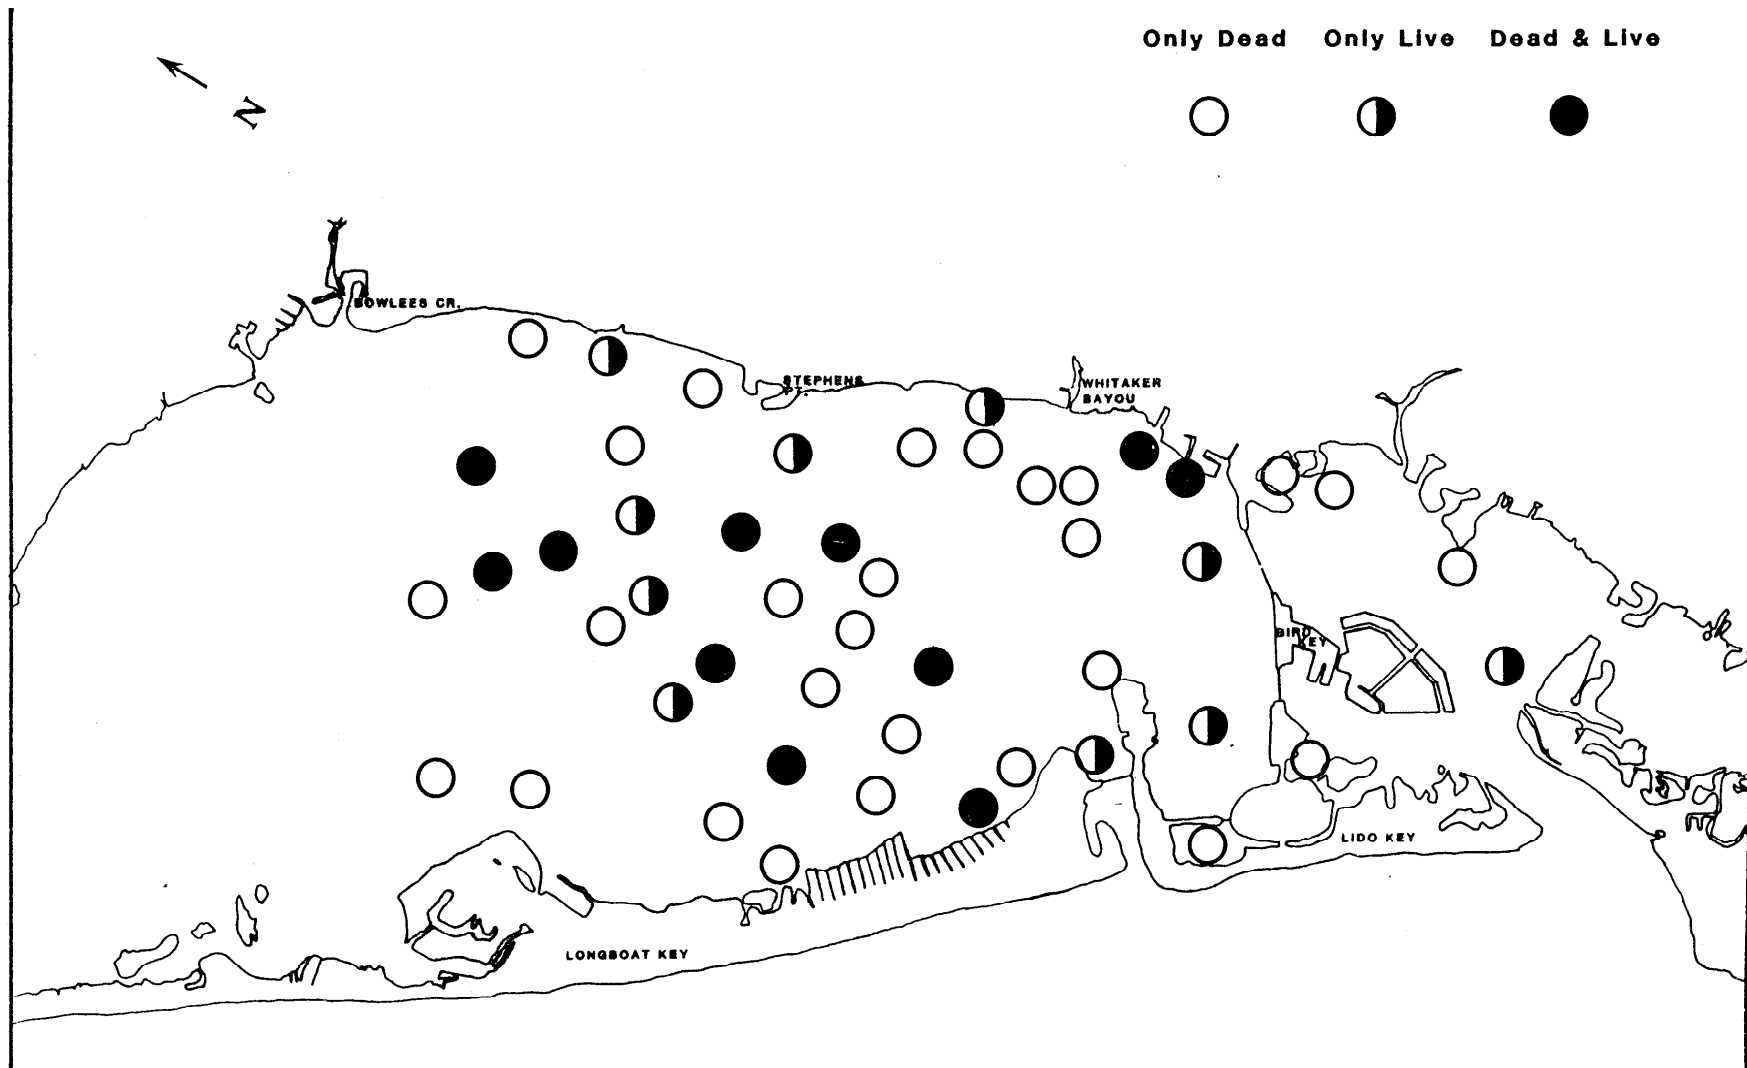 Only Dead Only Live Dead & Live
N
BOWLEES CR.
STEPHENS
PT.
WHITAKER
BAYOU
BIRD
KEY
LIDO KEY
LONGBOAT KEY